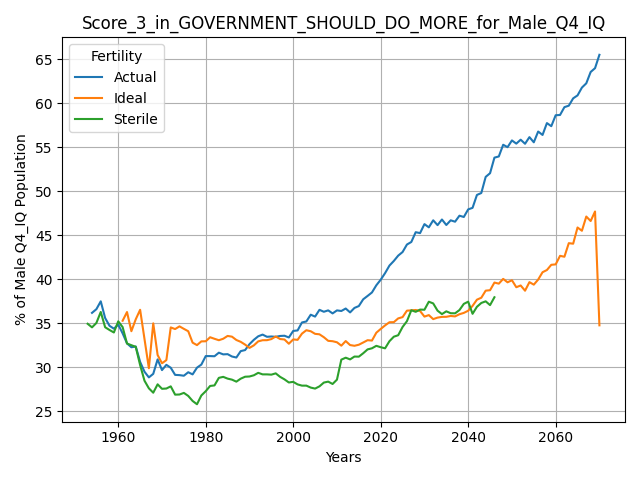 Score_3_in_GOVERNMENT_SHOULD_DO_MORE_for_Male_Q4_IQ
Fertility
Actual
Ideal
Sterile
% of Male Q4_IQ Population
65
60
55
50
45
40
35
30
25
1960 1980 2000 2020 2040 2060
Years